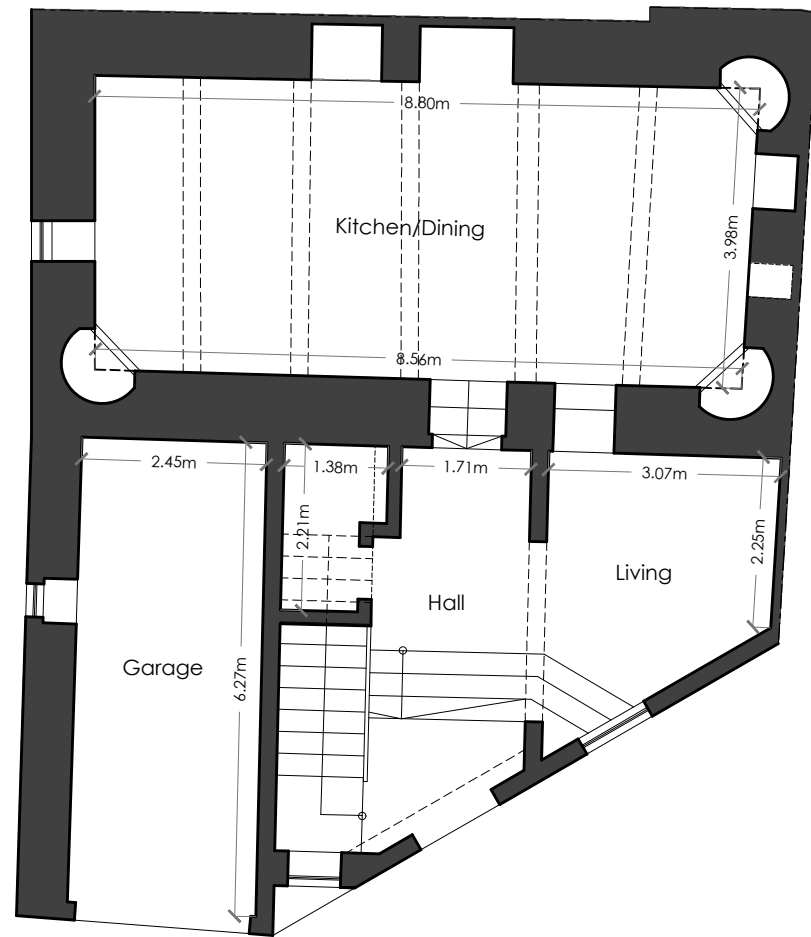 8.80m
Kitchen/Dining
3.98m
8.56m
2.45m
1.38m
1.71m
3.07m
2.21m
2.25m
Living
Hall
Garage
6.27m